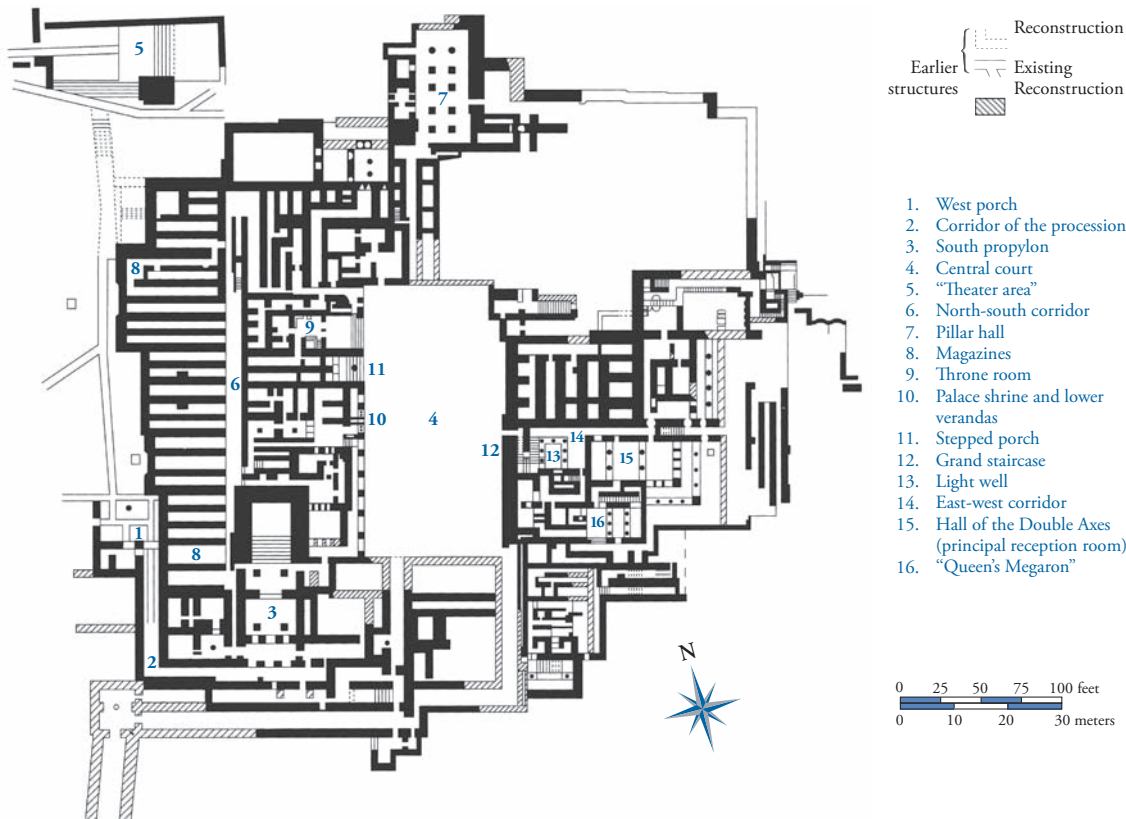 Reconstruction
Earlier
structures
Existing
Reconstruction
1. West porch
2. Corridor of the procession
3. South propylon
4. Central court
5. “Theater area”
6. North-south corridor
7. Pillar hall
8. Magazines
9. Throne room
10. Palace shrine and lower
verandas
11. Stepped porch
12. Grand staircase
13. Light well
14. East-west corridor
15. Hall of the Double Axes
(principal reception room)
16. “Queen’s Megaron”
5
7
8
9
6
11
10
4
12
14
13
15
16
1
8
3
2
N
0 25 50 75 100 feet
0 10 20 30 meters